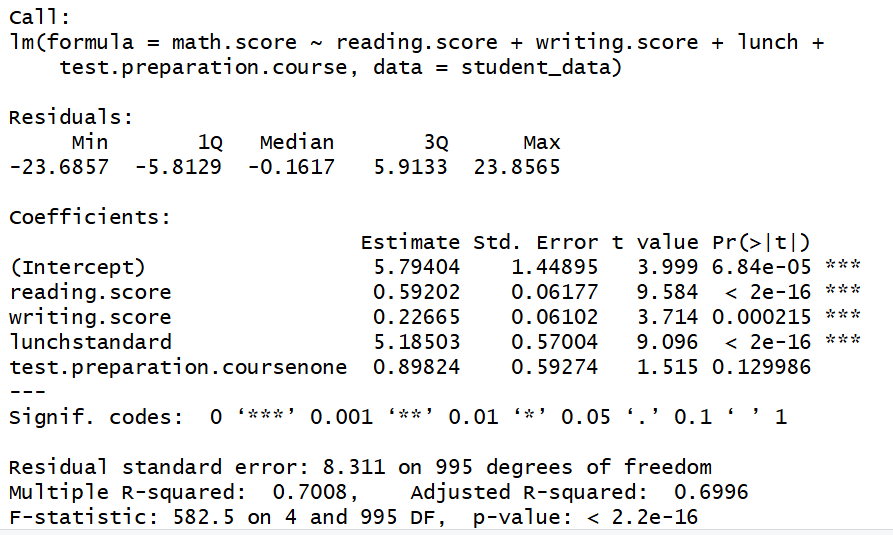 Call:
lm(formula = math.score ~ reading.score + writing.score + lunch +
    test.preparation.course, data = student_data)

Residuals:
     Min       1Q   Median       3Q      Max
-23.6857  -5.8129  -0.1617   5.9133  23.8565

Coefficients:
                            Estimate Std. Error t value Pr(>|t|)
(Intercept)                  5.79404    1.44895   3.999 6.84e-05 ***
reading.score                0.59202    0.06177   9.584  < 2e-16 ***
writing.score                0.22665    0.06102   3.714 0.000215 ***
lunchstandard                5.18503    0.57004   9.096  < 2e-16 ***
test.preparation.coursenone  0.89824    0.59274   1.515 0.129986
---
Signif. codes:  0 ‘***’ 0.001 ‘**’ 0.01 ‘*’ 0.05 ‘.’ 0.1 ‘ ’ 1

Residual standard error: 8.311 on 995 degrees of freedom
Multiple R-squared:  0.7008,	Adjusted R-squared:  0.6996
F-statistic: 582.5 on 4 and 995 DF,  p-value: < 2.2e-16